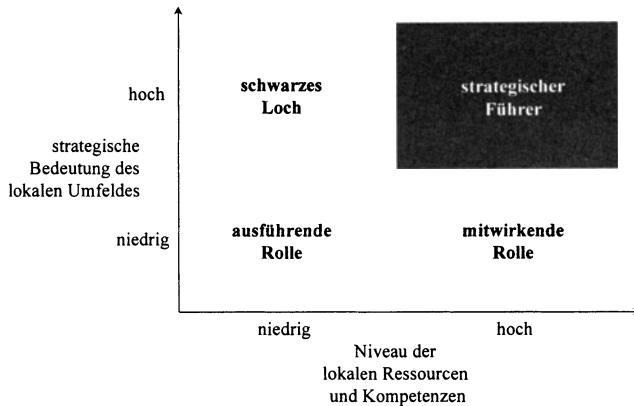 hoch
schwarzes
Loch
strategischer
Führer
strategische
Bedeutung des
lokalen Umfeldes
niedrig
ausführende
Rolle
mitwirkende
Rolle
niedrig
hoch
Niveau der
lokalen Ressourcen
und Kompetenzen